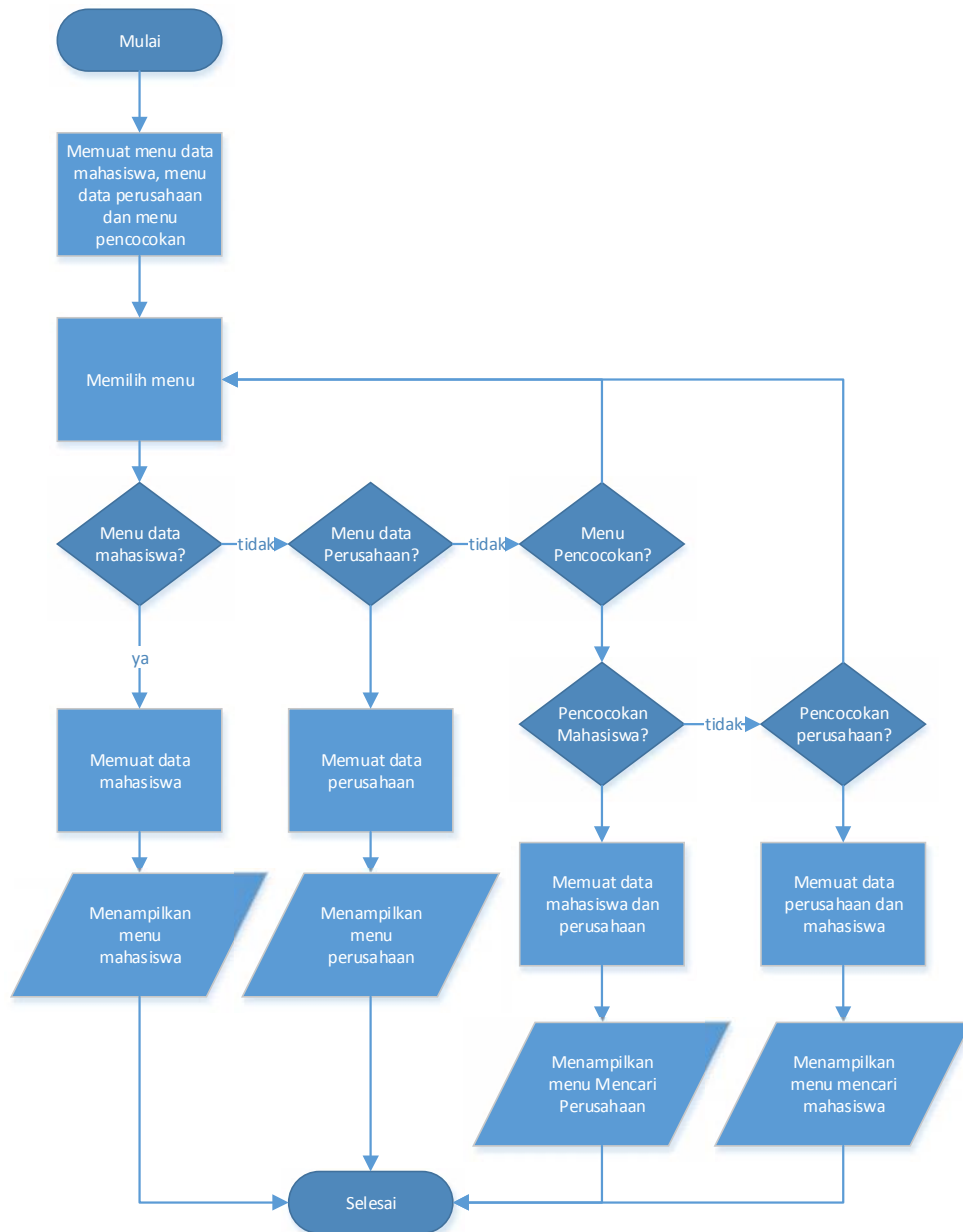 Mulai
Memuat menu data
mahasiswa, menu
data perusahaan
dan menu
pencocokan
Memilih menu
Menu data
mahasiswa?
tidak
Menu data
Perusahaan?
tidak
Menu
Pencocokan?
ya
Pencocokan
Mahasiswa?
tidak
Pencocokan
perusahaan?
Memuat data
mahasiswa
Memuat data
perusahaan
Memuat data
mahasiswa dan
perusahaan
Memuat data
perusahaan dan
mahasiswa
Menampilkan
menu
mahasiswa
Menampilkan
menu
perusahaan
Menampilkan
menu Mencari
Perusahaan
Menampilkan
menu mencari
mahasiswa
Selesai